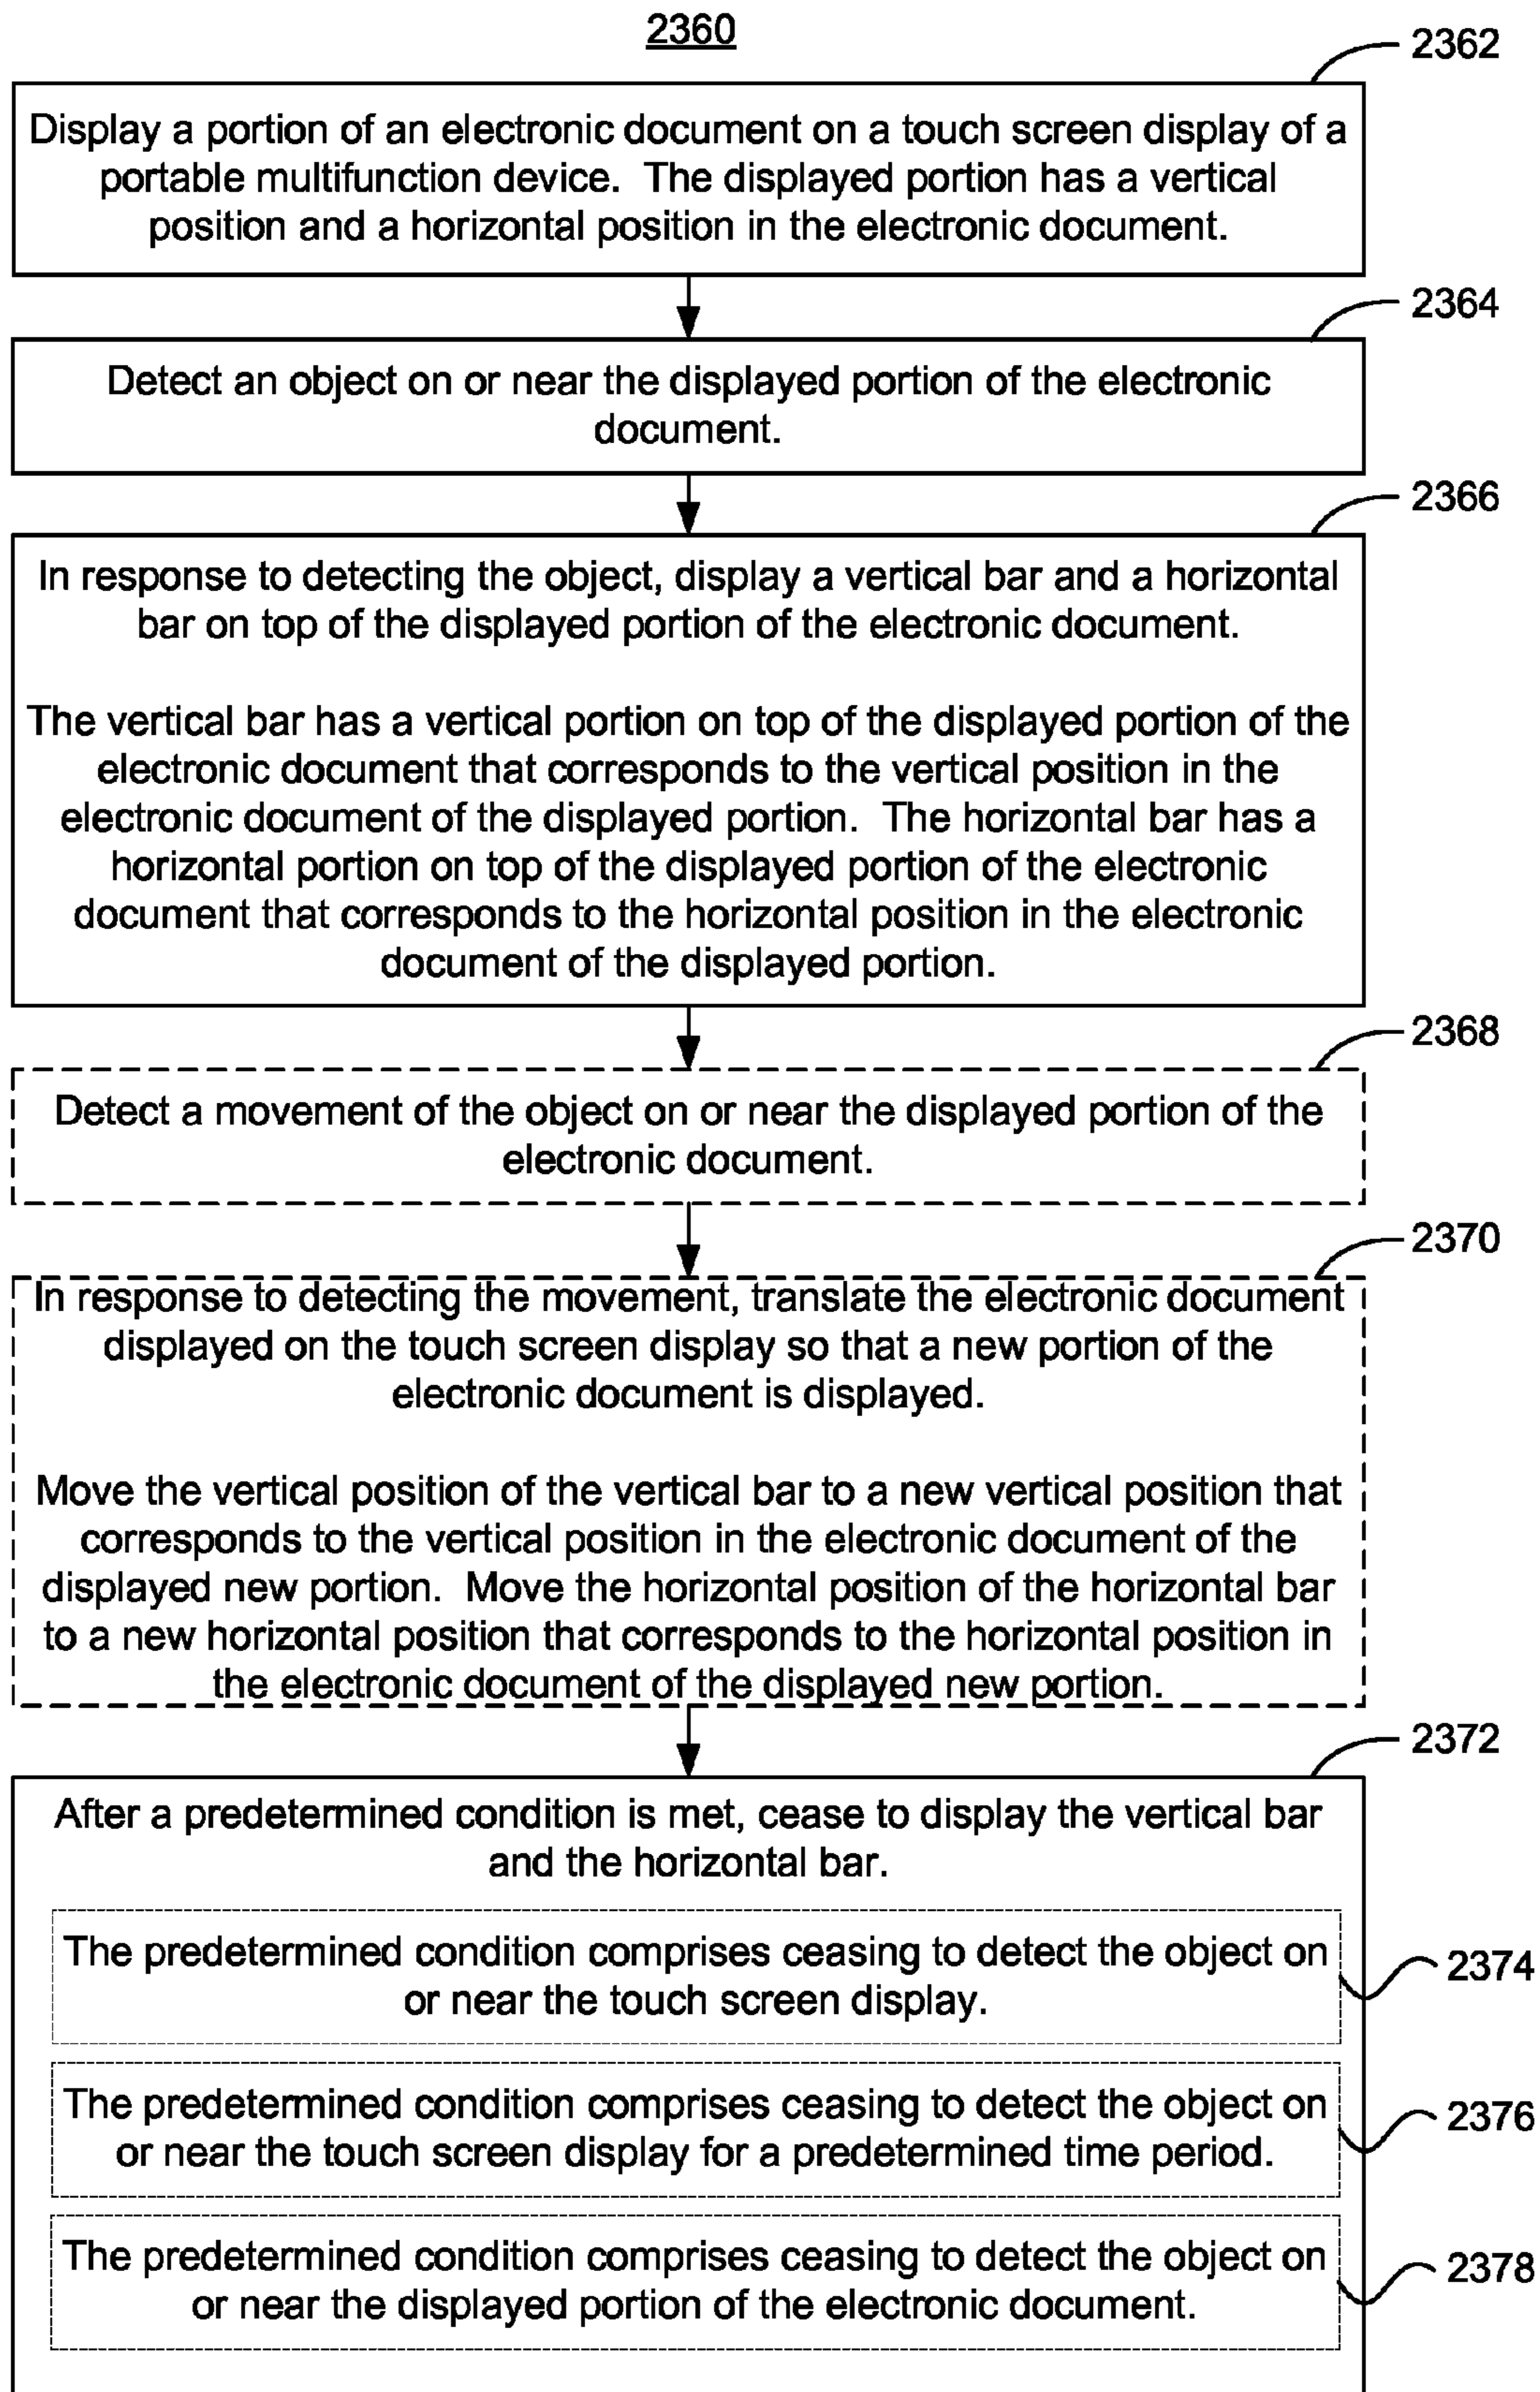 2360
2362
Display a portion of an electronic document on a touch screen display of a
portable multifunction device. The displayed portion has a vertical
position and a horizontal position in the electronic document.
2364
Detect an object on or near the displayed portion of the electronic
document.
2366
In response to detecting the object, display a vertical bar and a horizontal
bar on top of the displayed portion of the electronic document.
The vertical bar has a vertical portion on top of the displayed portion of the
electronic document that corresponds to the vertical position in the
electronic document of the displayed portion. The horizontal bar has a
horizontal portion on top of the displayed portion of the electronic
document that corresponds to the horizontal position in the electronic
document of the displayed portion.
2368
Detect a movement of the object on or near the displayed portion of the
electronic document.
2370
In response to detecting the movement, translate the electronic document
displayed on the touch screen display so that a new portion of the
electronic document is displayed.
Move the vertical position of the vertical bar to a new vertical position that
corresponds to the vertical position in the electronic document of the
displayed new portion. Move the horizontal position of the horizontal bar
to a new horizontal position that corresponds to the horizontal position in
the electronic document of the displayed new portion.
2372
After a predetermined condition is met, cease to display the vertical bar
and the horizontal bar.
The predetermined condition comprises ceasing to detect the object on
or near the touch screen display.
2374
The predetermined condition comprises ceasing to detect the object on
or near the touch screen display for a predetermined time period.
2376
The predetermined condition comprises ceasing to detect the object on
or near the displayed portion of the electronic document.
2378